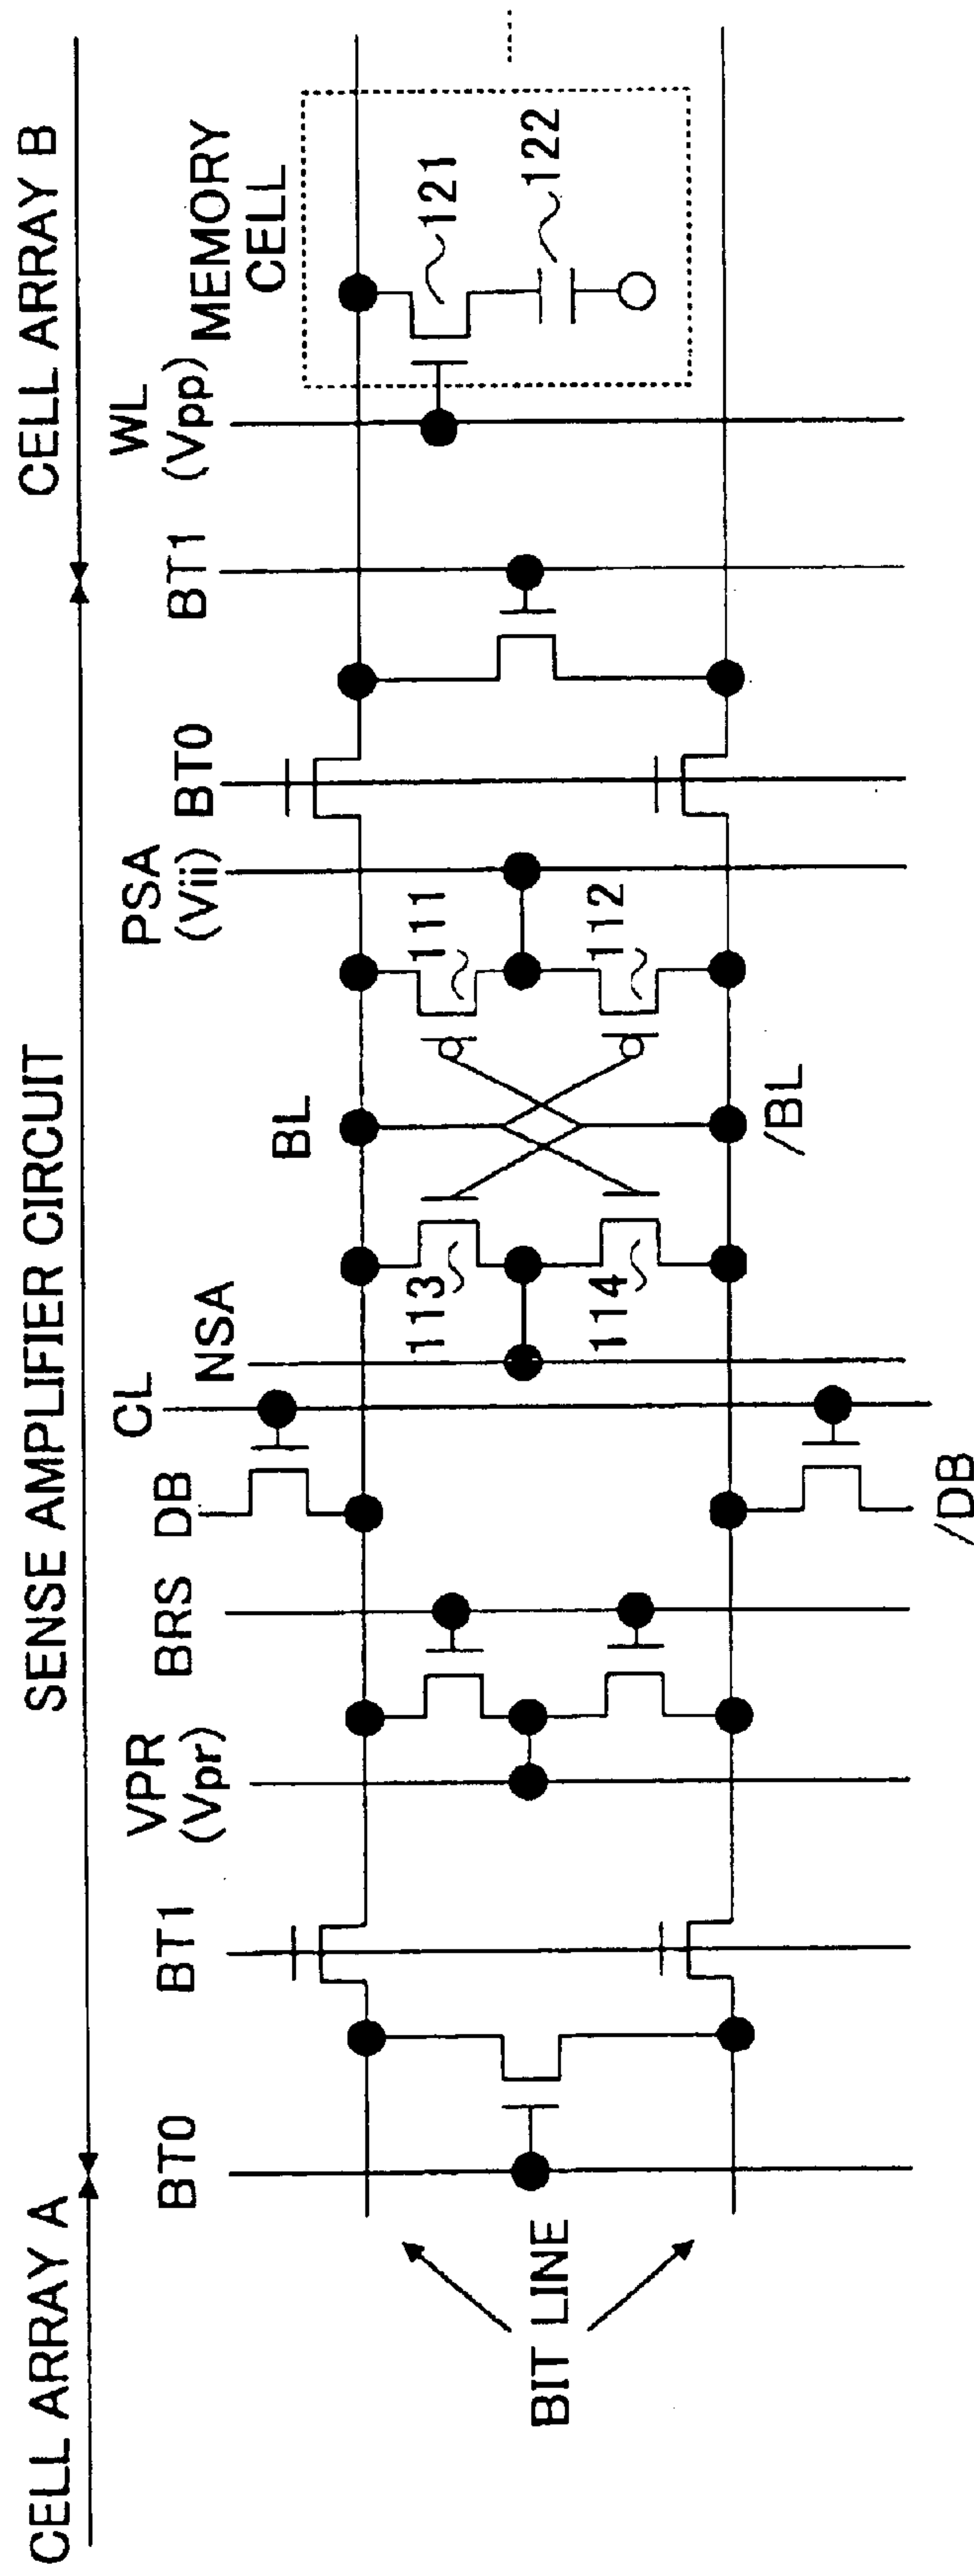 CELL ARRAY A
SENSE AMPLIFIER CIRCUIT
CELL ARRAY B
BT0
BT1
VPR
(Vpr)
BRS
DB
CL
NSA
BL
PSA
(Vii)
BT0
BT1
WL
(Vpp)
MEMORY
CELL
113
111
121
114
112
122
BIT LINE
/BL
/DB